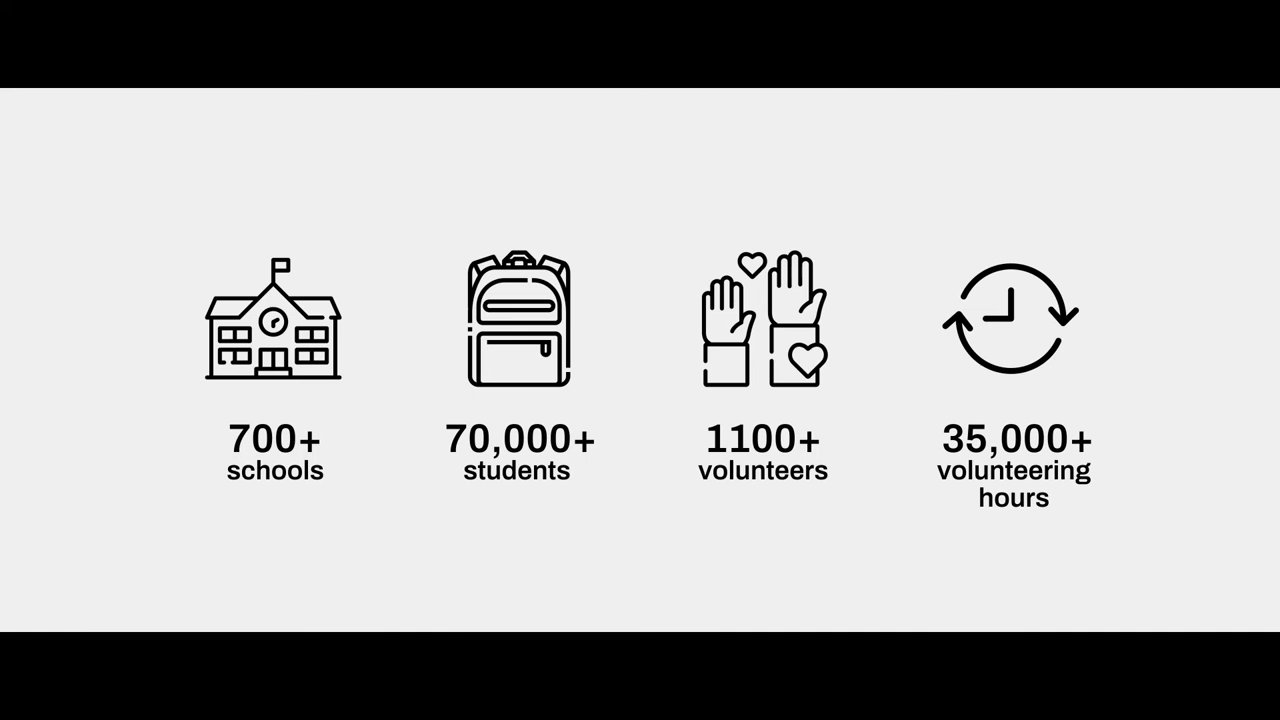 700+
schools
70,000+
students
1100+
volunteers
35,000+
volunteering
hours